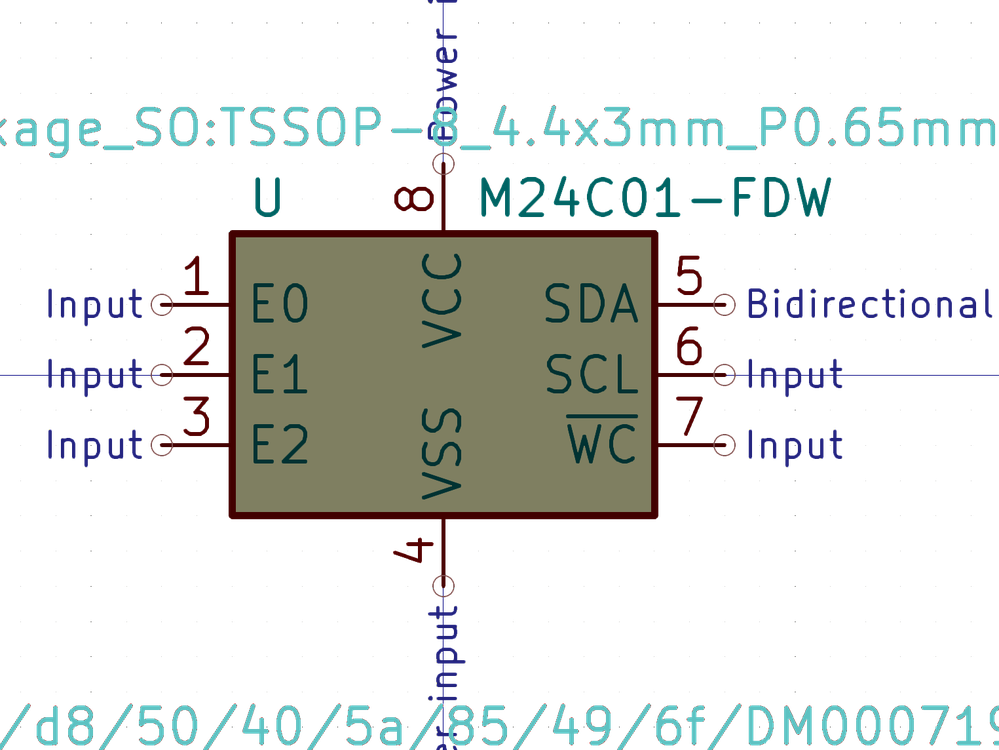 Power i
kage_SO:TSSOP-8_4.4x3mm_P0.65mm
U 8 M24C01-FDW
Input 1 E0 VCC SDA 5 Bidirectional
Input 2 E1 SCL 6 Input
Input 3 E2 VSS WC 7 Input
4
er input
/d8/50/40/5a/85/49/6f/DM000719